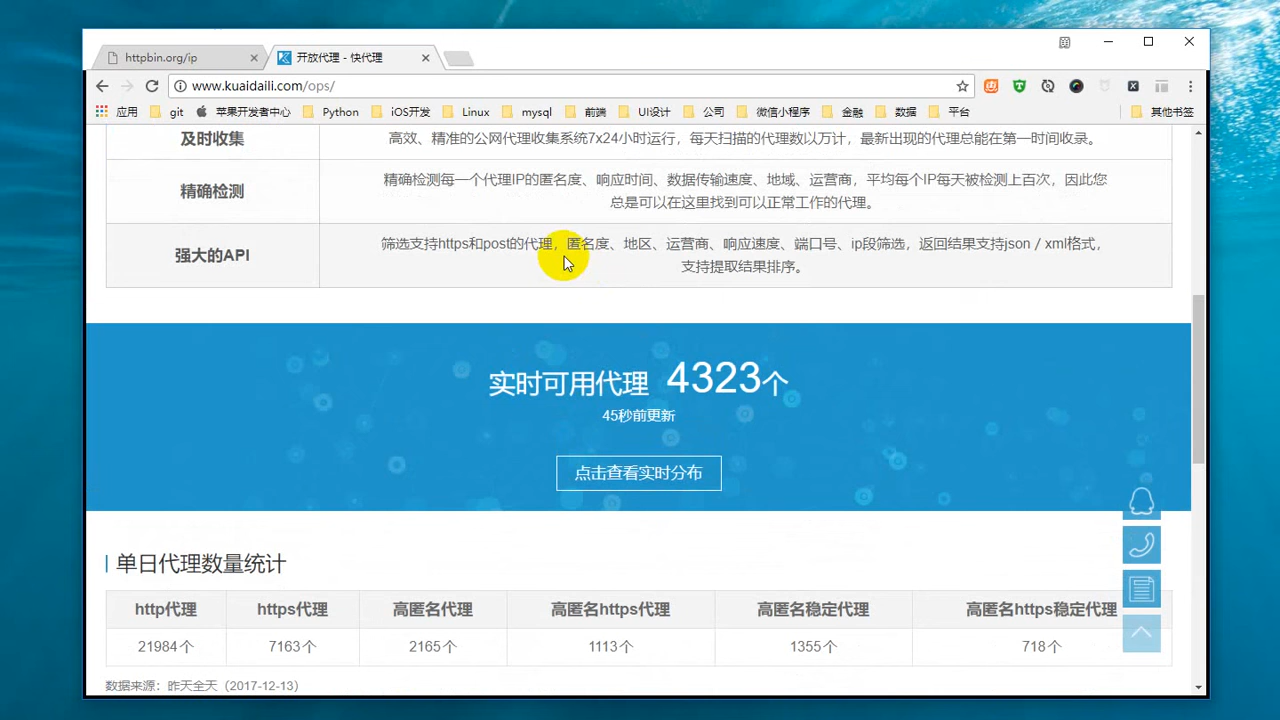 httpbin.org/ip
开放代理 - 快代理
www.kuaidaili.com/ops/
应用 git 苹果开发者中心 Python iOS开发 Linux mysql 前端 UI设计 公司 微信小程序 金融 数据 平台 其他书签
及时收集
高效、精准的公网代理收集系统7x24小时运行，每天扫描的代理数以万计，最新出现的代理总能在第一时间收录。
精确检测
精确检测每一个代理IP的匿名度、响应时间、数据传输速度、地域、运营商，平均每个IP每天被检测上百次，因此您
总是可以在这里找到可以正常工作的代理。
强大的API
筛选支持https和post的代理，匿名度、地区、运营商、响应速度、端口号、ip段筛选，返回结果支持json / xml格式，
支持提取结果排序。
实时可用代理 4323个
45秒前更新
点击查看实时分布
单日代理数量统计
http代理 https代理 高匿名代理 高匿名https代理 高匿名稳定代理 高匿名https稳定代理
21984个 7163个 2165个 1113个 1355个 718个
数据来源：昨天全天（2017-12-13）